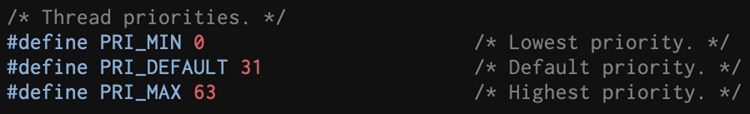 /* Thread priorities. */
#define PRI_MIN 0 /* Lowest priority. */
#define PRI_DEFAULT 31 /* Default priority. */
#define PRI_MAX 63 /* Highest priority. */